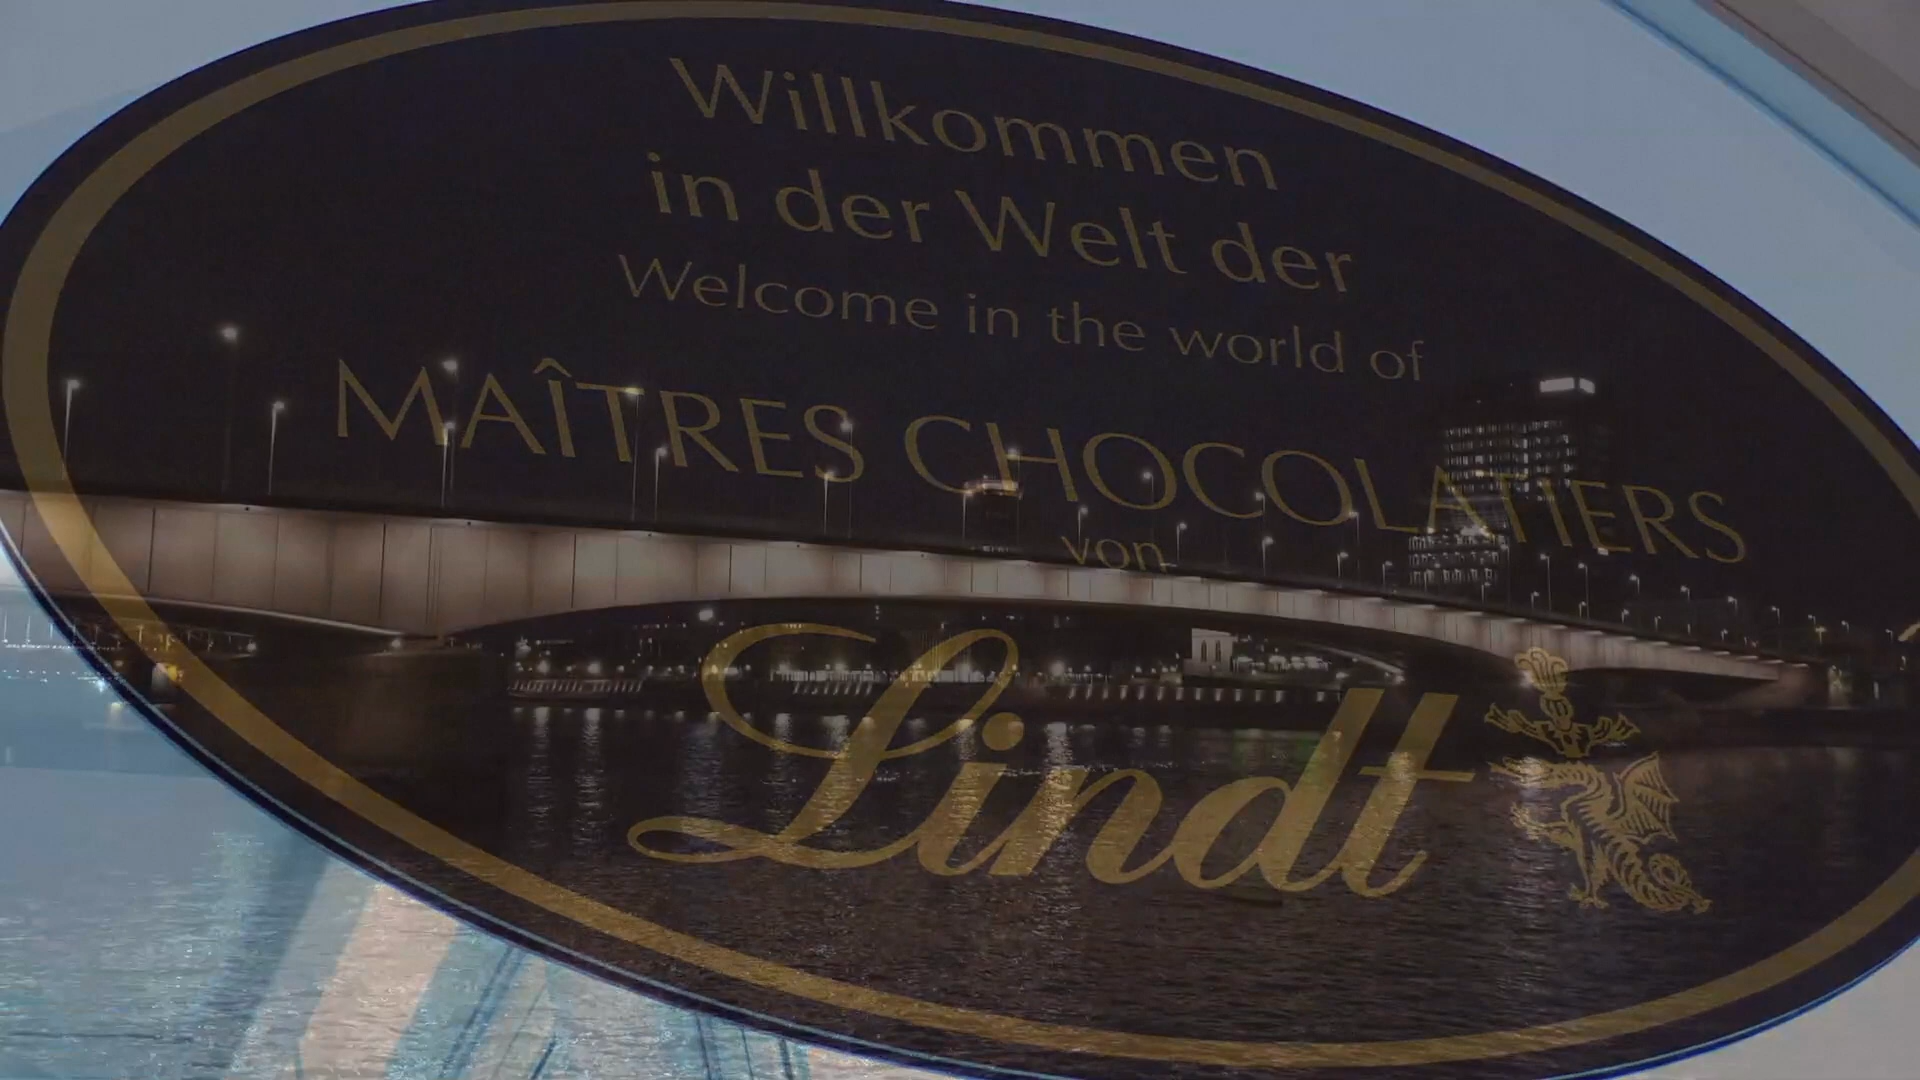 Willkommen
in der Welt der
Welcome in the world of
MAÎTRES CHOCOLATIERS
von
Lindt